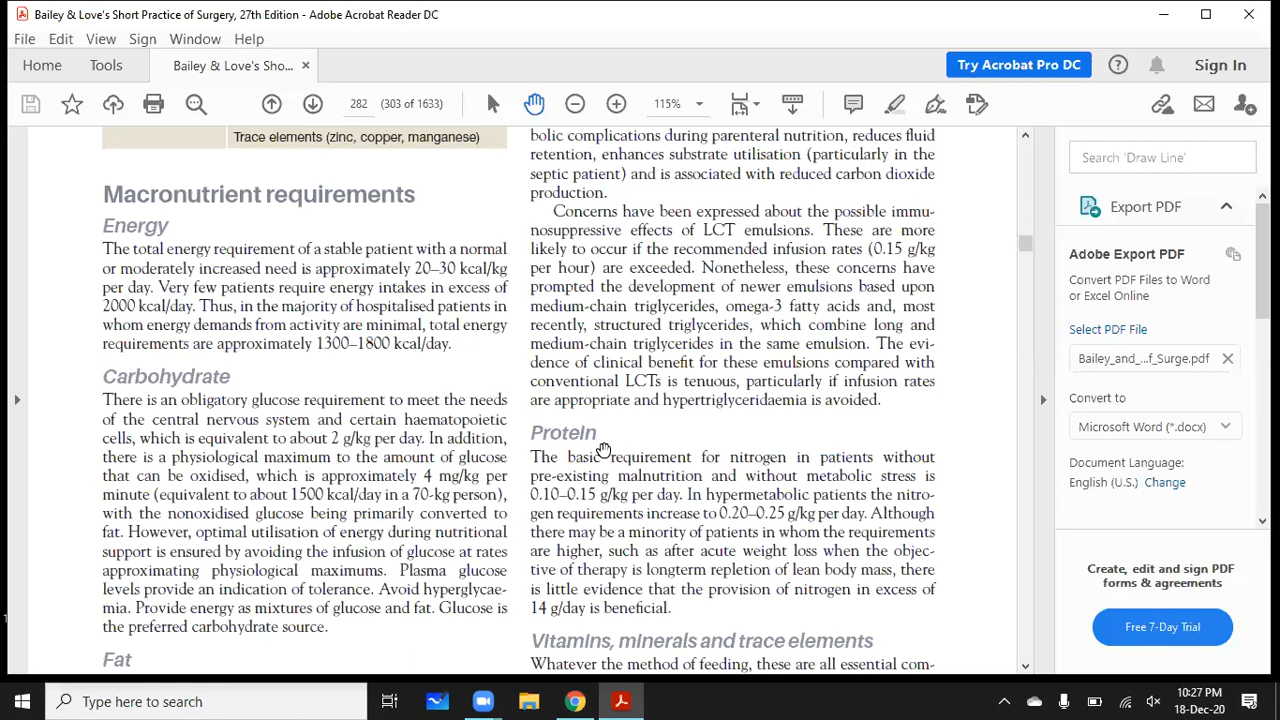 Bailey & Love's Short Practice of Surgery, 27th Edition - Adobe Acrobat Reader DC
File Edit View Sign Window Help
Home Tools Bailey & Love's Sho... × Try Acrobat Pro DC Sign In
282 (303 of 1633) 115%
Trace elements (zinc, copper, manganese)
Macronutrient requirements
Energy
The total energy requirement of a stable patient with a normal
or moderately increased need is approximately 20–30 kcal/kg
per day. Very few patients require energy intakes in excess of
2000 kcal/day. Thus, in the majority of hospitalised patients in
whom energy demands from activity are minimal, total energy
requirements are approximately 1300–1800 kcal/day.
Carbohydrate
There is an obligatory glucose requirement to meet the needs
of the central nervous system and certain haematopoietic
cells, which is equivalent to about 2 g/kg per day. In addition,
there is a physiological maximum to the amount of glucose
that can be oxidised, which is approximately 4 mg/kg per
minute (equivalent to about 1500 kcal/day in a 70-kg person),
with the nonoxidised glucose being primarily converted to
fat. However, optimal utilisation of energy during nutritional
support is ensured by avoiding the infusion of glucose at rates
approximating physiological maximums. Plasma glucose
levels provide an indication of tolerance. Avoid hyperglycae-
mia. Provide energy as mixtures of glucose and fat. Glucose is
the preferred carbohydrate source.
Fat
bolic complications during parenteral nutrition, reduces fluid
retention, enhances substrate utilisation (particularly in the
septic patient) and is associated with reduced carbon dioxide
production.
Concerns have been expressed about the possible immu-
nosuppressive effects of LCT emulsions. These are more
likely to occur if the recommended infusion rates (0.15 g/kg
per hour) are exceeded. Nonetheless, these concerns have
prompted the development of newer emulsions based upon
medium-chain triglycerides, omega-3 fatty acids and, most
recently, structured triglycerides, which combine long and
medium-chain triglycerides in the same emulsion. The evi-
dence of clinical benefit for these emulsions compared with
conventional LCTs is tenuous, particularly if infusion rates
are appropriate and hypertriglyceridaemia is avoided.
Protein
The basic requirement for nitrogen in patients without
pre-existing malnutrition and without metabolic stress is
0.10–0.15 g/kg per day. In hypermetabolic patients the nitro-
gen requirements increase to 0.20–0.25 g/kg per day. Although
there may be a minority of patients in whom the requirements
are higher, such as after acute weight loss when the objec-
tive of therapy is longterm repletion of lean body mass, there
is little evidence that the provision of nitrogen in excess of
14 g/day is beneficial.
Vitamins, minerals and trace elements
Whatever the method of feeding, these are all essential com-
Search 'Draw Line'
Export PDF
Adobe Export PDF
Convert PDF Files to Word
or Excel Online
Select PDF File
Bailey_and_...f_Surge.pdf ×
Convert to
Microsoft Word (*.docx)
Document Language:
English (U.S.) Change
Create, edit and sign PDF
forms & agreements
Free 7-Day Trial
Type here to search
10:27 PM
18-Dec-20